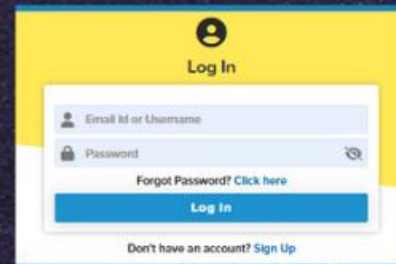 Log In
Email Id or Username
Password
Forgot Password? Click here
Log In
Don't have an account? Sign Up